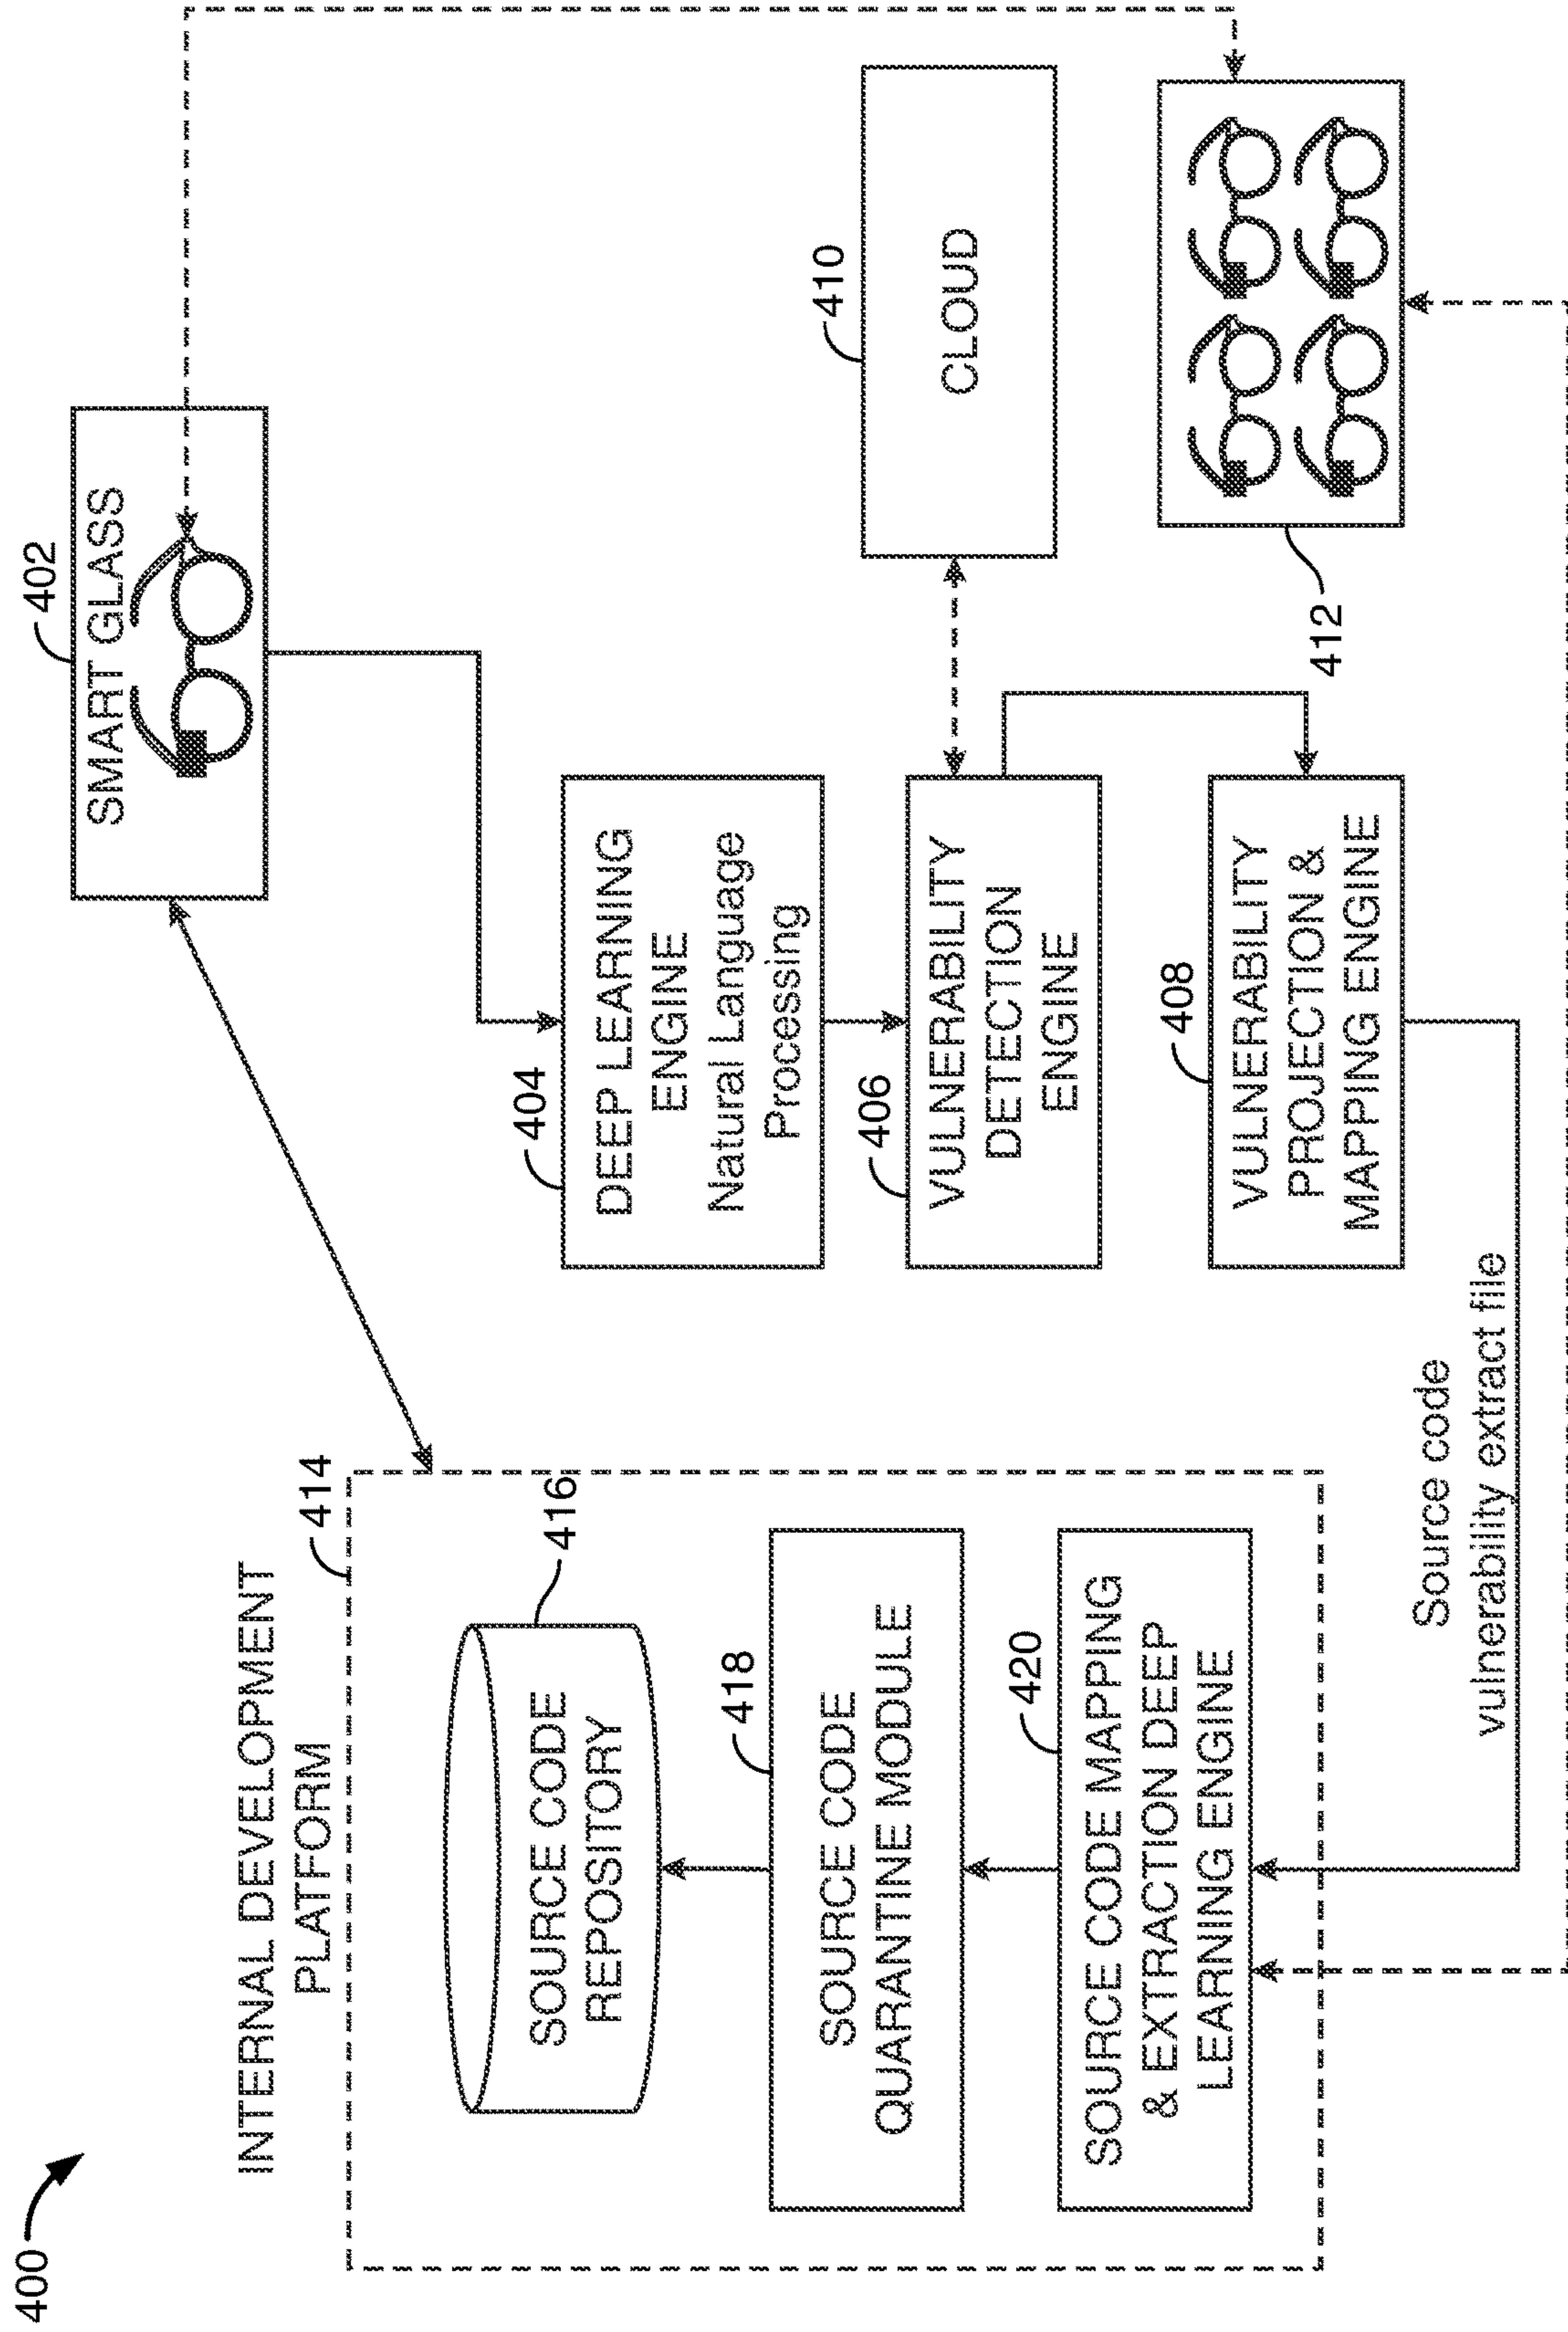 400
INTERNAL DEVELOPMENT
PLATFORM
414
SOURCE CODE
REPOSITORY
416
418
SOURCE CODE
QUARANTINE MODULE
420
SOURCE CODE MAPPING
& EXTRACTION DEEP
LEARNING ENGINE
402
SMART GLASS
404
DEEP LEARNING
ENGINE
Natural Language
Processing
406
VULNERABILITY
DETECTION
ENGINE
408
VULNERABILITY
PROJECTION &
MAPPING ENGINE
Source code
vulnerability extract file
410
CLOUD
412